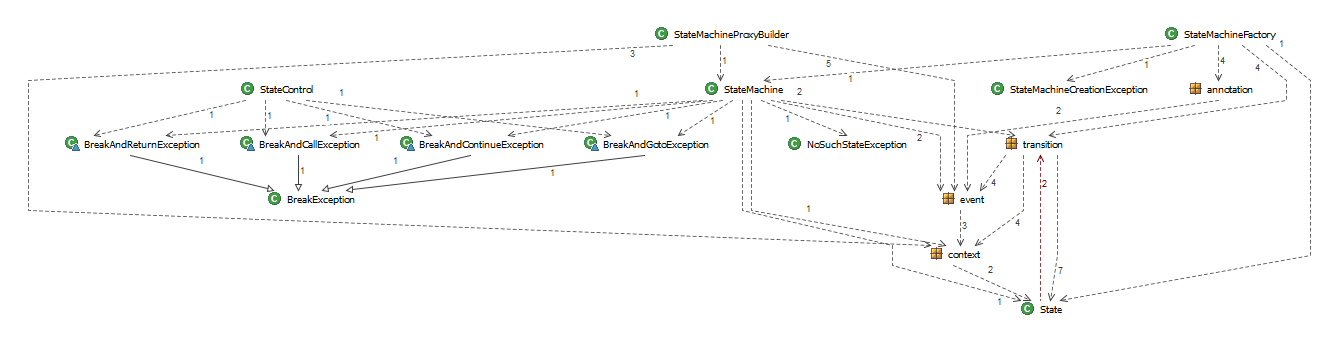 StateMachineProxyBuilder
StateMachineFactory
1
3
1
5
1
1
4
4
C StateControl
C StateMachine
C StateMachineCreationException
annotation
1
1
2
1
1
1
1
1
1
1
2
2
C BreakAndReturnException
C BreakAndCallException
C BreakAndContinueException
C BreakAndGotoException
C NoSuchStateException
transition
1
1
1
1
4
2
C BreakException
event
1
3
4
context
2
7
1
C State